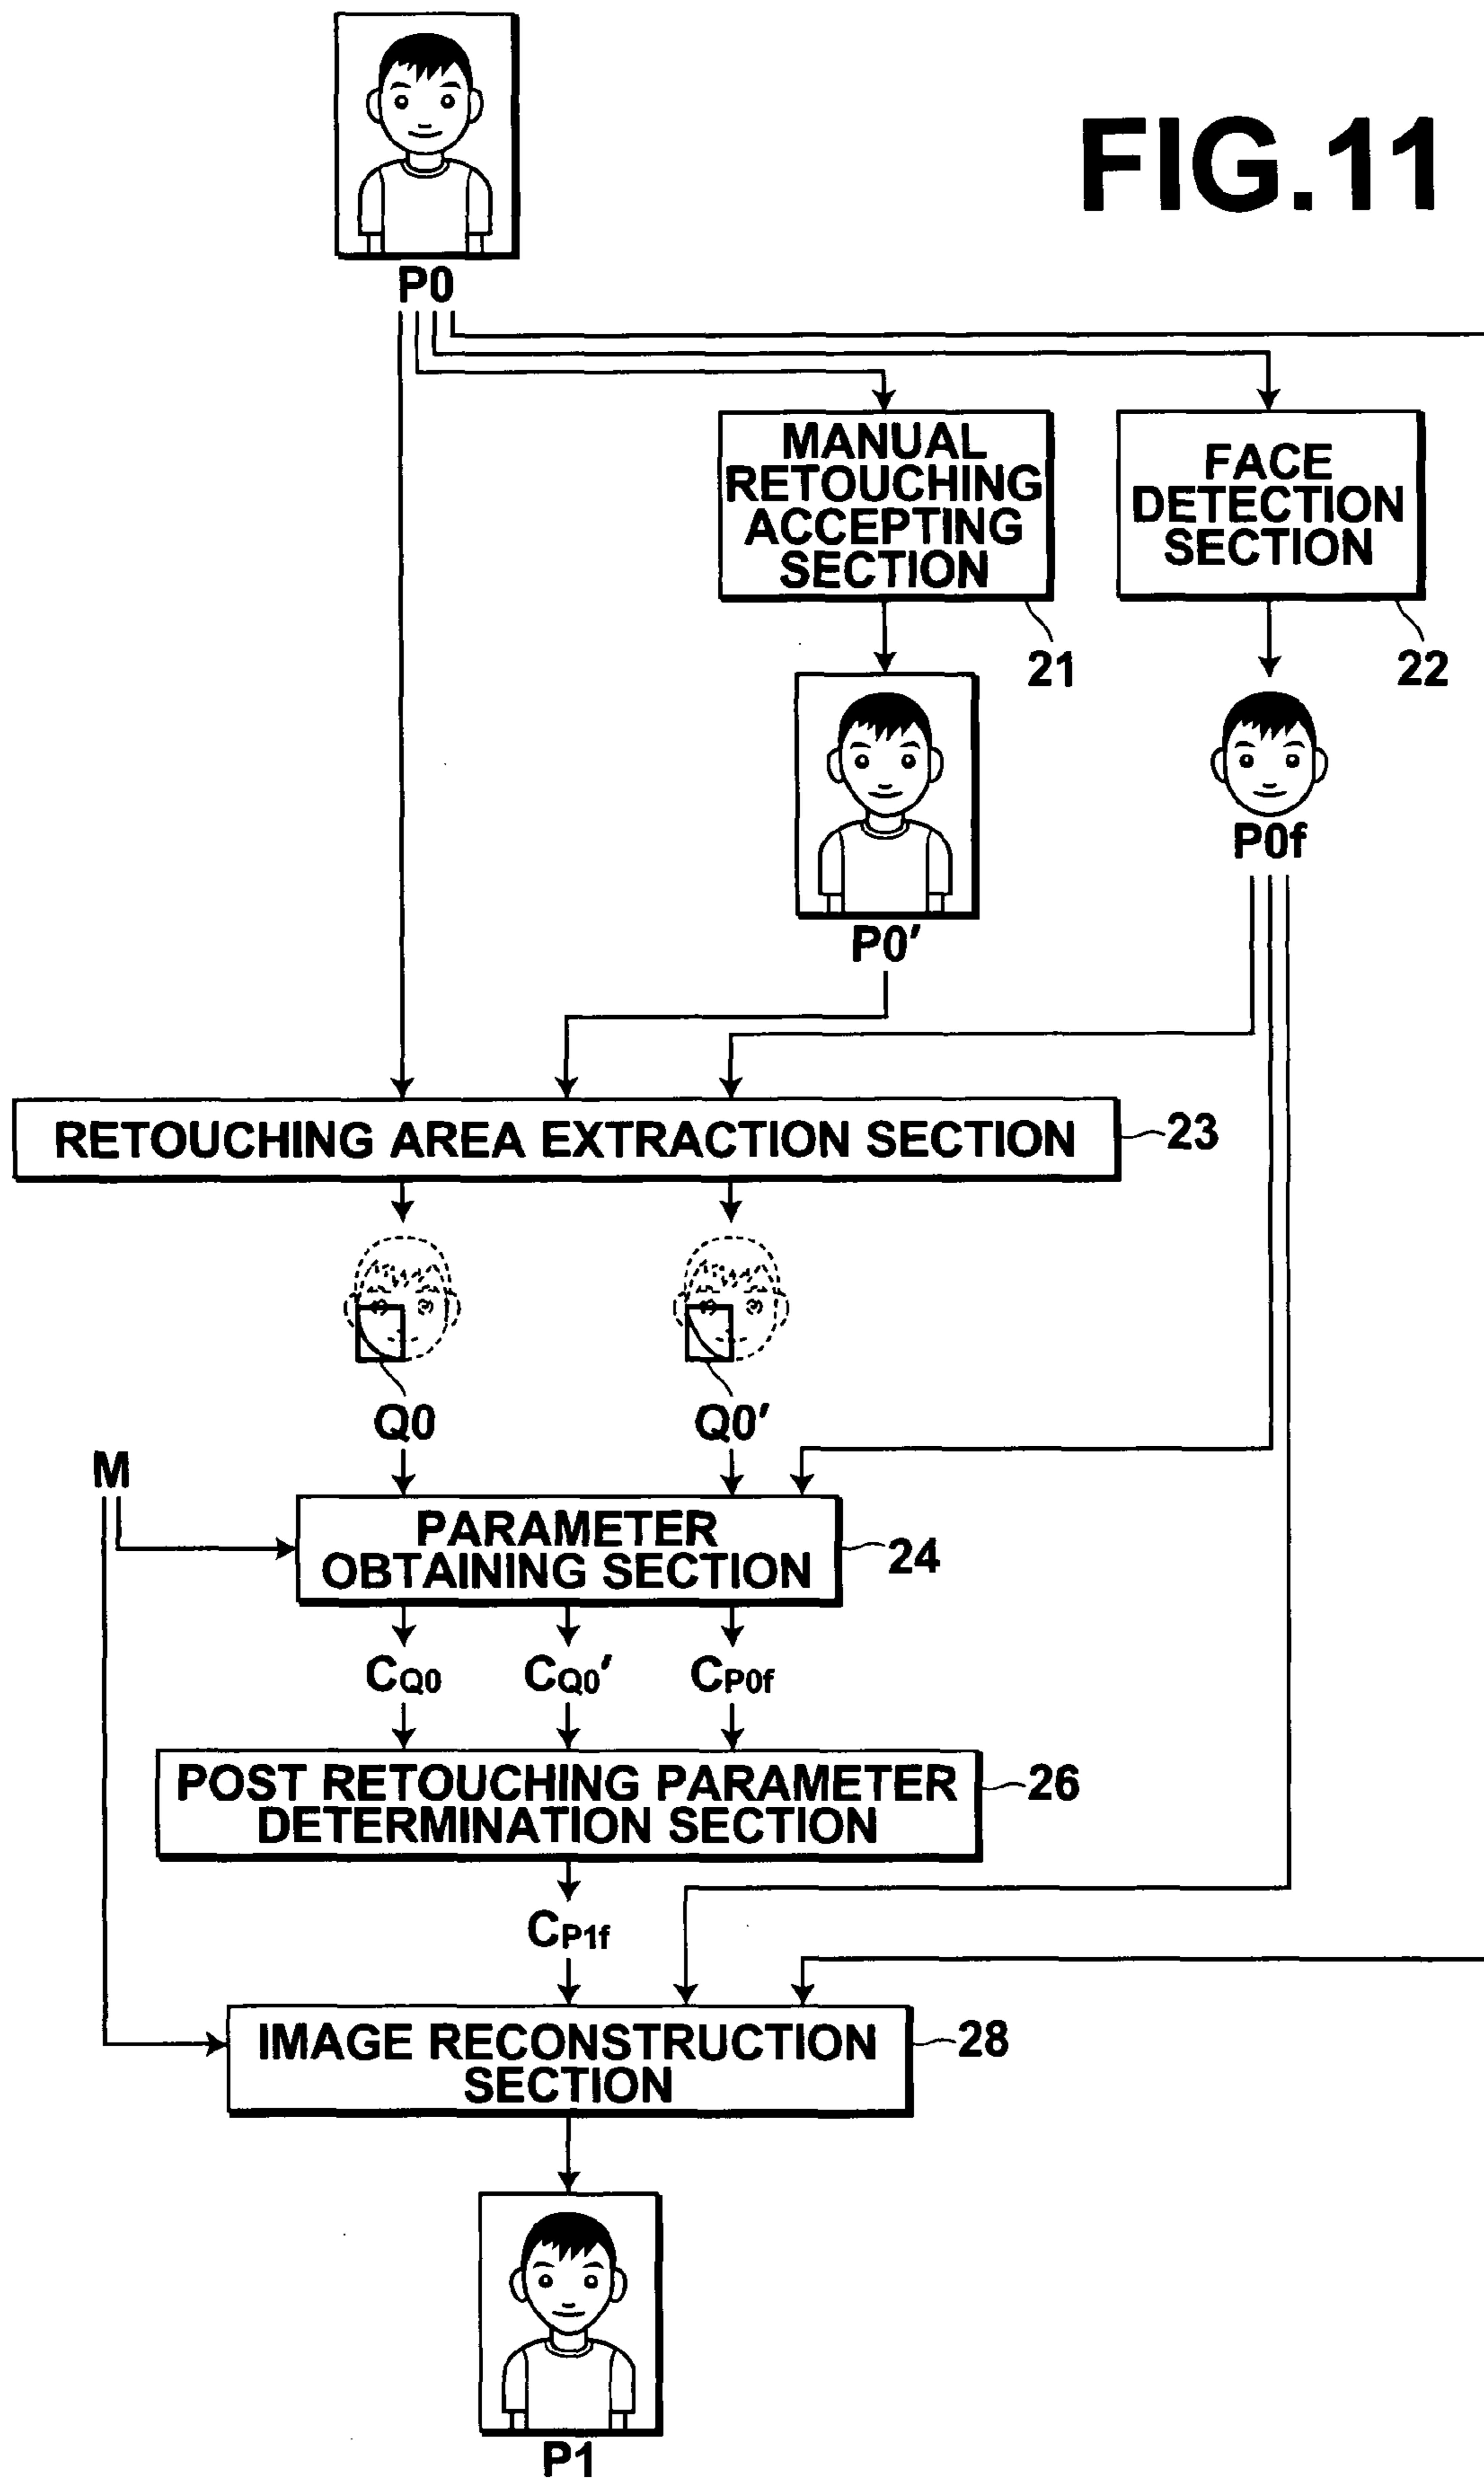 FIG.11
P0
MANUAL
RETOUCHING
ACCEPTING
SECTION
FACE
DETECTION
SECTION
21
22
P0f
P0′
RETOUCHING AREA EXTRACTION SECTION
23
Q0
Q0′
M
PARAMETER
OBTAINING SECTION
24
CQ0
CQ0′
CP0f
POST RETOUCHING PARAMETER
DETERMINATION SECTION
26
CP1f
IMAGE RECONSTRUCTION
SECTION
28
P1